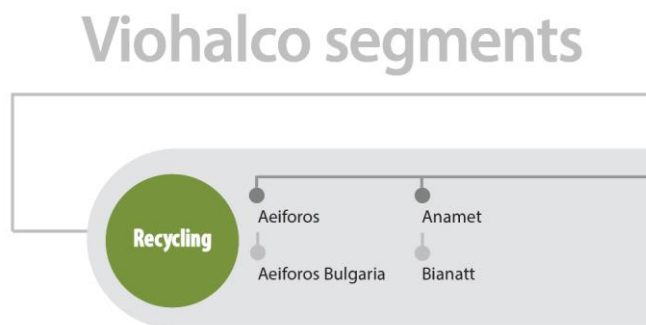 Viohalco segments
Recycling
Aeiforos
Anamet
Aeiforos Bulgaria
Bianatt